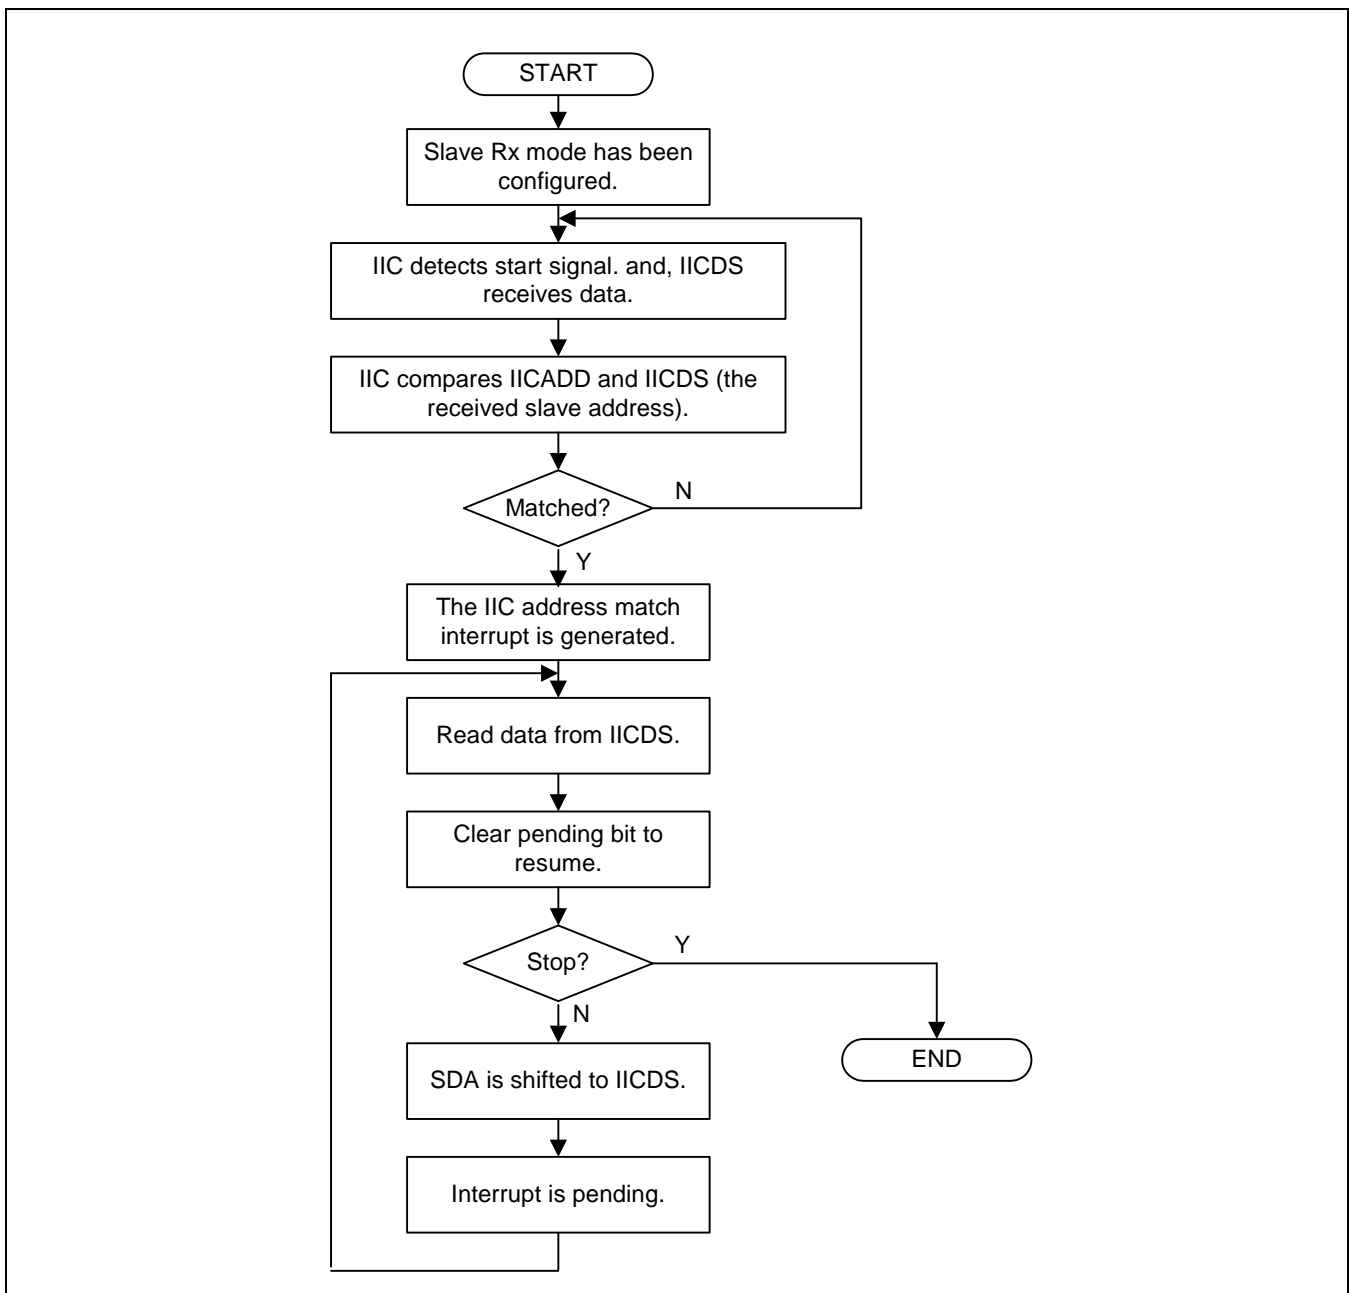 START
Slave Rx mode has been
configured.
IIC detects start signal. and, IICDS
receives data.
IIC compares IICADD and IICDS (the
received slave address).
Matched?
N
Y
The IIC address match
interrupt is generated.
Read data from IICDS.
Clear pending bit to
resume.
Stop?
Y
N
END
SDA is shifted to IICDS.
Interrupt is pending.